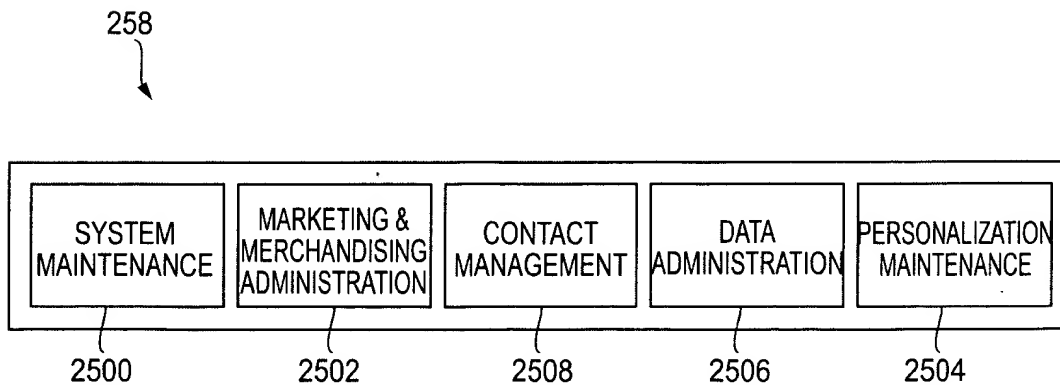 258
SYSTEM
MAINTENANCE
MARKETING &
MERCHANDISING
ADMINISTRATION
CONTACT
MANAGEMENT
DATA
ADMINISTRATION
PERSONALIZATION
MAINTENANCE
2500
2502
2508
2506
2504